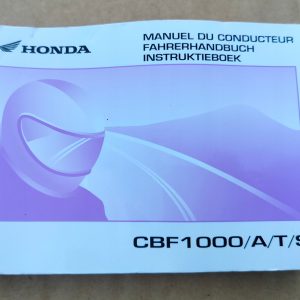 HONDA
MANUEL DU CONDUCTEUR
FAHRERHANDBUCH
INSTRUKTIEBOEK
CBF1000/A/T/S